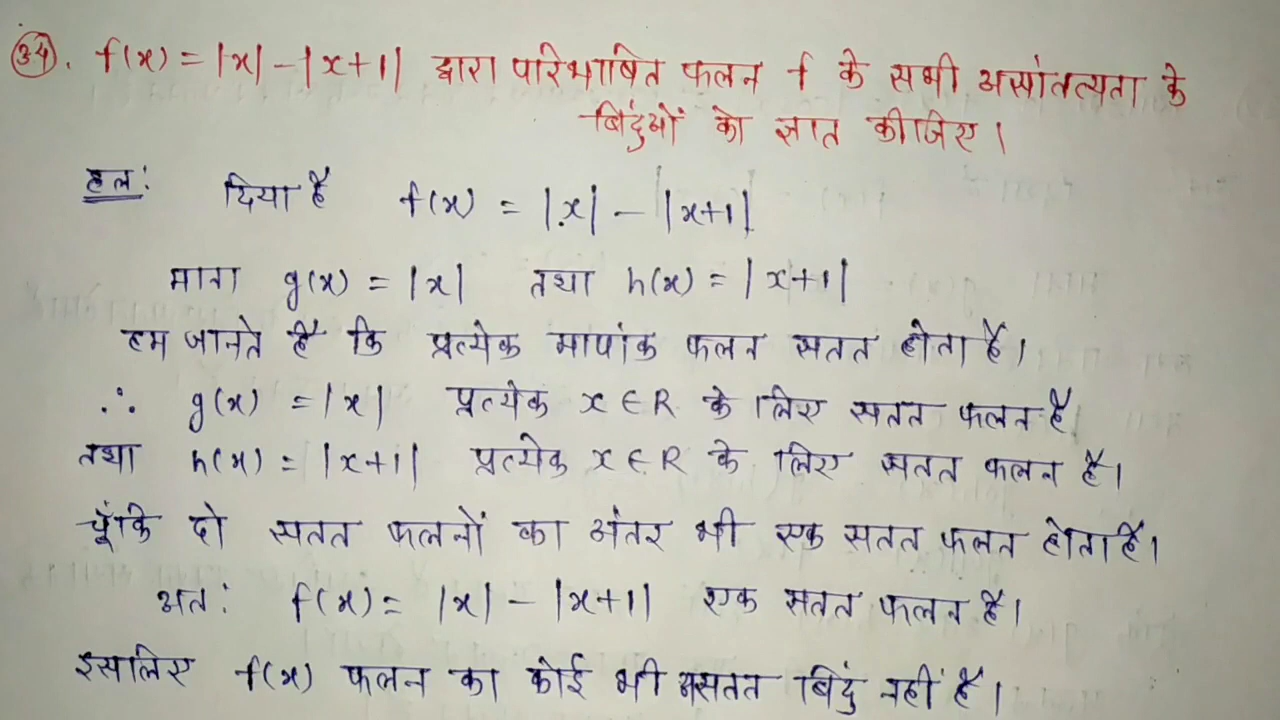 34. f(x) = |x| - |x+1| द्वारा परिभाषित फलन f के सभी असांतत्यता के
बिंदुओं को ज्ञात कीजिए।
हल: दिया है f(x) = |x| - |x+1|
माना g(x) = |x| तथा h(x) = |x+1|
हम जानते हैं कि प्रत्येक मापांक फलन सतत होता है।
∴ g(x) = |x| प्रत्येक x ∈ R के लिए सतत फलन है
तथा h(x) = |x+1| प्रत्येक x ∈ R के लिए सतत फलन है।
चूँकि दो सतत फलनों का अंतर भी एक सतत फलन होता है।
अत: f(x) = |x| - |x+1| एक सतत फलन है।
इसलिए f(x) फलन का कोई भी असतत बिंदु नहीं है।